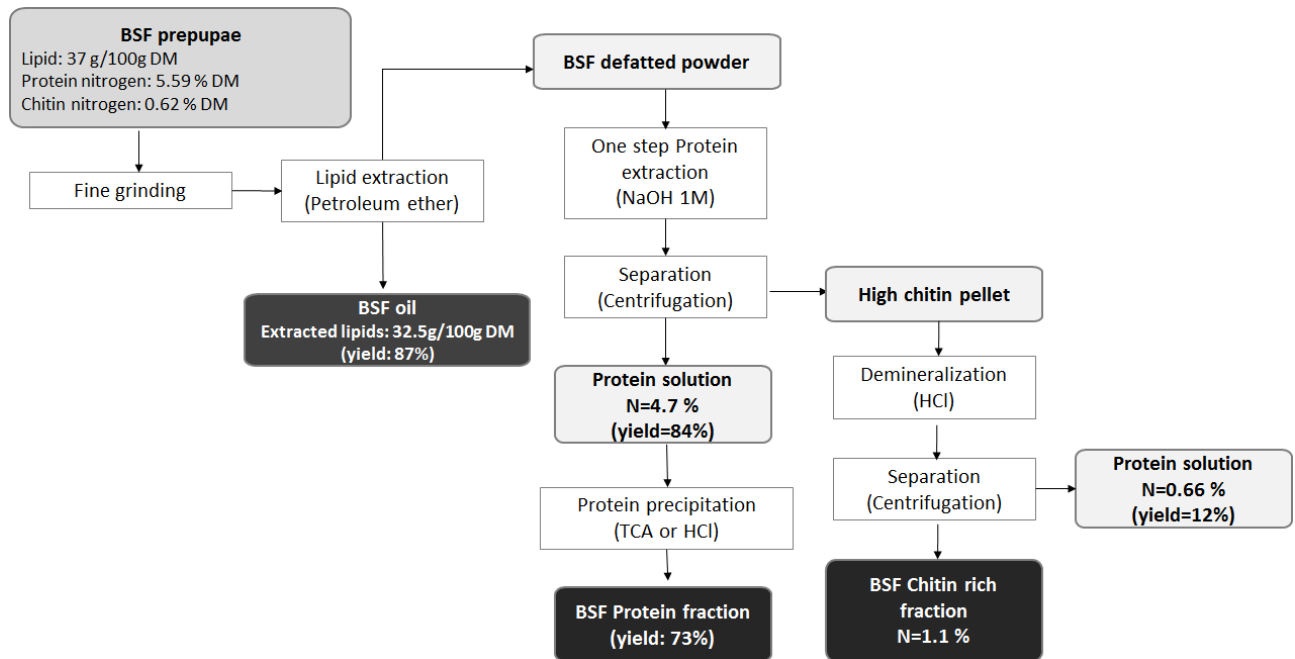 BSF prepupae
Lipid: 37 g/100g DM
Protein nitrogen: 5.59 % DM
Chitin nitrogen: 0.62 % DM
Fine grinding
Lipid extraction
(Petroleum ether)
BSF oil
Extracted lipids: 32.5g/100g DM
(yield: 87%)
BSF defatted powder
One step Protein
extraction
(NaOH 1M)
Separation
(Centrifugation)
Protein solution
N=4.7 %
(yield=84%)
Protein precipitation
(TCA or HCl)
BSF Protein fraction
(yield: 73%)
High chitin pellet
Demineralization
(HCl)
Separation
(Centrifugation)
Protein solution
N=0.66 %
(yield=12%)
BSF Chitin rich
fraction
N=1.1 %